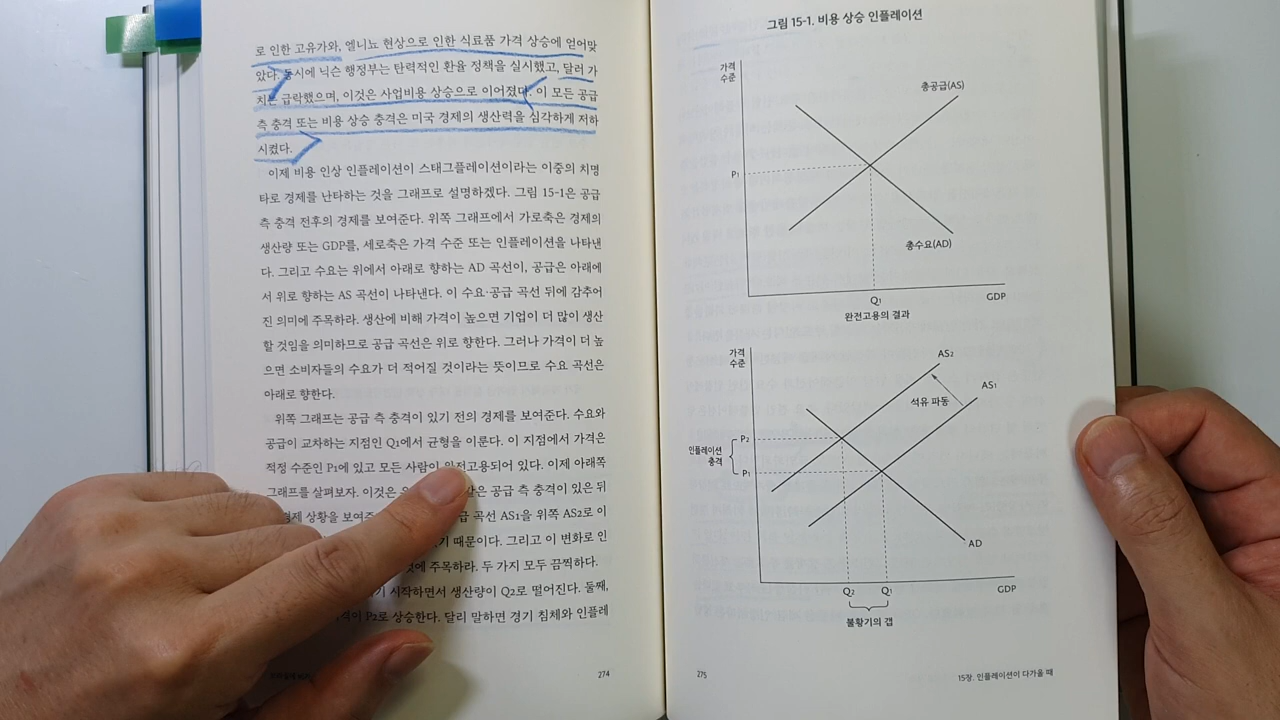 로 인한 고유가와, 엘니뇨 현상으로 인한 식료품 가격 상승에 얻어맞
았다. 동시에 닉슨 행정부는 탄력적인 환율 정책을 실시했고, 달러 가
치는 급락했으며, 이것은 사업비용 상승으로 이어졌다. 이 모든 공급
측 충격 또는 비용 상승 충격은 미국 경제의 생산력을 심각하게 저하
시켰다.
이제 비용 인상 인플레이션이 스태그플레이션이라는 이중의 치명
타로 경제를 난타하는 것을 그래프로 설명하겠다. 그림 15-1은 공급
측 충격 전후의 경제를 보여준다. 위쪽 그래프에서 가로축은 경제의
생산량 또는 GDP를, 세로축은 가격 수준 또는 인플레이션을 나타낸
다. 그리고 수요는 위에서 아래로 향하는 AD 곡선이, 공급은 아래에
서 위로 향하는 AS 곡선이 나타낸다. 이 수요·공급 곡선 뒤에 감추어
진 의미에 주목하라. 생산에 비해 가격이 높으면 기업이 더 많이 생산
할 것임을 의미하므로 공급 곡선은 위로 향한다. 그러나 가격이 더 높
으면 소비자들의 수요가 더 적어질 것이라는 뜻이므로 수요 곡선은
아래로 향한다.
위쪽 그래프는 공급 측 충격이 있기 전의 경제를 보여준다. 수요와
공급이 교차하는 지점인 Q1에서 균형을 이룬다. 이 지점에서 가격은
적정 수준인 P1에 있고 모든 사람이 완전고용되어 있다. 이제 아래쪽
그래프를 살펴보자. 이것은 같은 공급 측 충격이 있은 뒤
경제 상황을 보여주 급 곡선 AS1을 위쪽 AS2로 이
기 때문이다. 그리고 이 변화로 인
에 주목하라. 두 가지 모두 끔찍하다.
시작하면서 생산량이 Q2로 떨어진다. 둘째,
P2로 상승한다. 달리 말하면 경기 침체와 인플레
274
그림 15-1. 비용 상승 인플레이션
가격
수준
총공급(AS)
P1
총수요(AD)
Q1
GDP
완전고용의 결과
가격
수준
AS2
AS1
석유 파동
P2
인플레이션
충격
P1
AD
Q2
Q1
GDP
불황기의 갭
275
15장. 인플레이션이 다가올 때